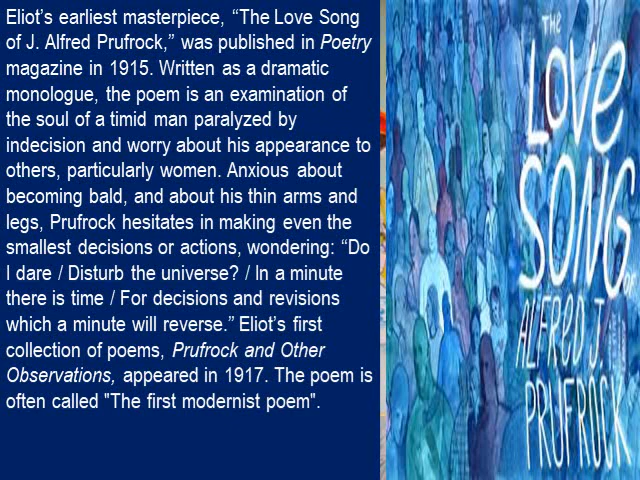 Eliot’s earliest masterpiece, “The Love Song
of J. Alfred Prufrock,” was published in Poetry
magazine in 1915. Written as a dramatic
monologue, the poem is an examination of
the soul of a timid man paralyzed by
indecision and worry about his appearance to
others, particularly women. Anxious about
becoming bald, and about his thin arms and
legs, Prufrock hesitates in making even the
smallest decisions or actions, wondering: “Do
I dare / Disturb the universe? / In a minute
there is time / For decisions and revisions
which a minute will reverse.” Eliot’s first
collection of poems, Prufrock and Other
Observations, appeared in 1917. The poem is
often called "The first modernist poem".
THE
LOVE
SONG
ALFRED J.
PRUFROCK